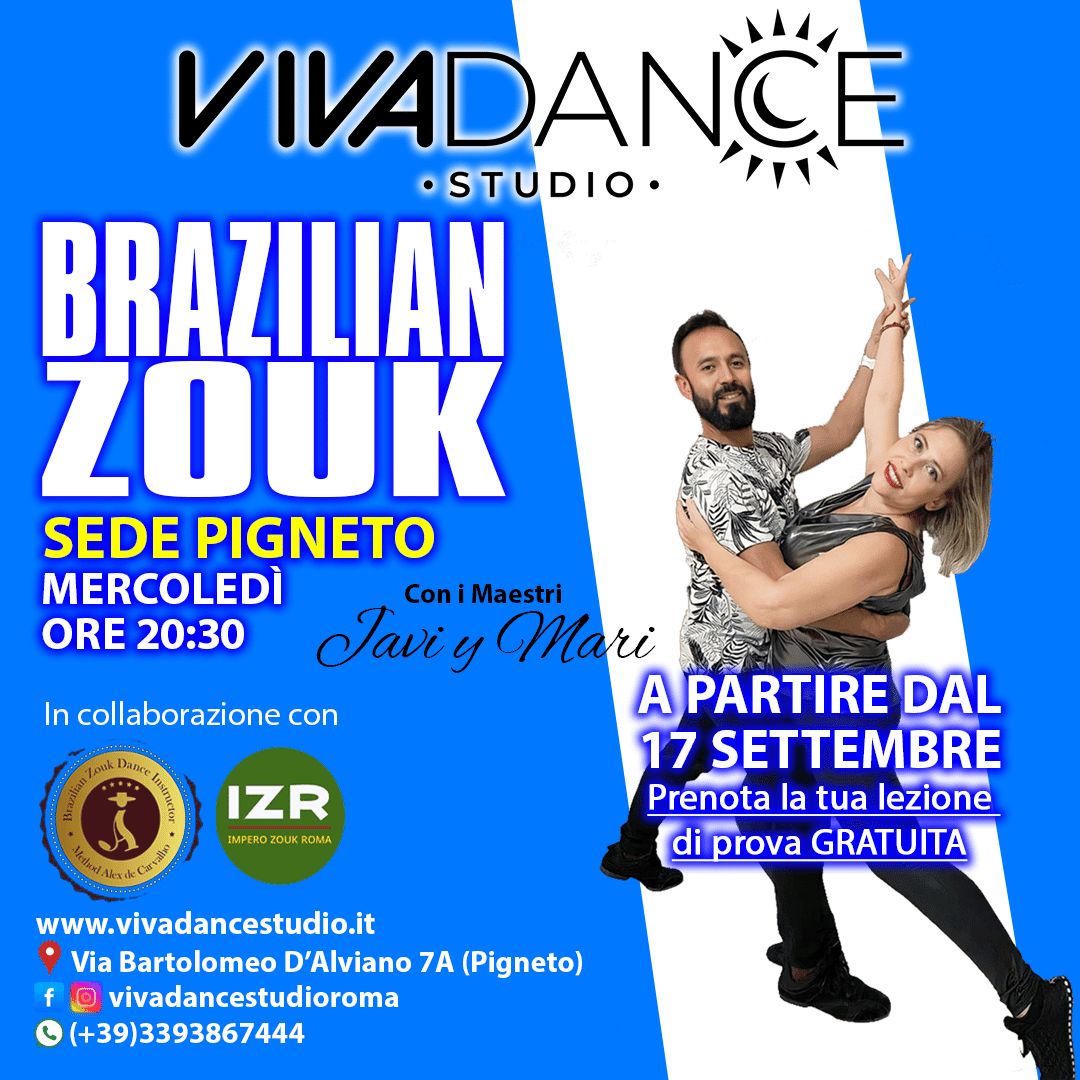 VIVADANCE
• STUDIO •
BRAZILIAN
ZOUK
SEDE PIGNETO
MERCOLEDÌ
ORE 20:30
Con i Maestri
Javi y Mari
A PARTIRE DAL
17 SETTEMBRE
Prenota la tua lezione
di prova GRATUITA
In collaborazione con
Brazilian Zouk Dance Instructor
Method Alex de Carvalho
IZR
IMPERO ZOUK ROMA
www.vivadancestudio.it
Via Bartolomeo D’Alviano 7A (Pigneto)
vivadancestudioroma
(+39)3393867444